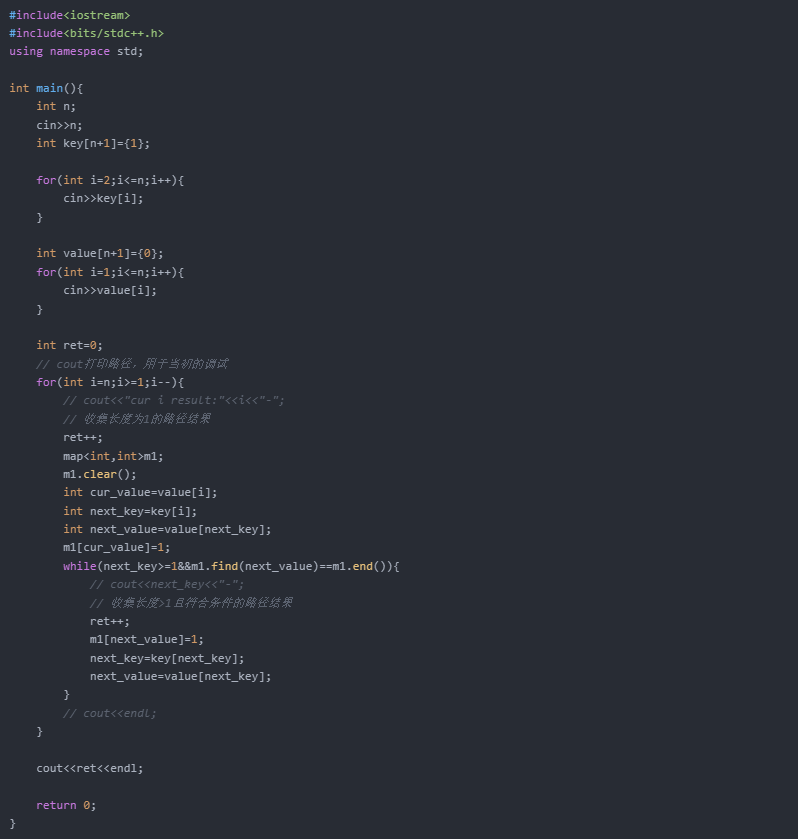 #include<iostream>
#include<bits/stdc++.h>
using namespace std;
int main(){
int n;
cin>>n;
int key[n+1]={1};
for(int i=2;i<=n;i++){
cin>>key[i];
}
int value[n+1]={0};
for(int i=1;i<=n;i++){
cin>>value[i];
}
int ret=0;
// cout打印路径，用于当初的调试
for(int i=n;i>=1;i--){
// cout<<"cur i result:"<<i<<"-";
// 收集长度为1的路径结果
ret++;
map<int,int>m1;
m1.clear();
int cur_value=value[i];
int next_key=key[i];
int next_value=value[next_key];
m1[cur_value]=1;
while(next_key>=1&&m1.find(next_value)==m1.end()){
// cout<<next_key<<"-";
// 收集长度>1且符合条件的路径结果
ret++;
m1[next_value]=1;
next_key=key[next_key];
next_value=value[next_key];
}
// cout<<endl;
}
cout<<ret<<endl;
return 0;
}